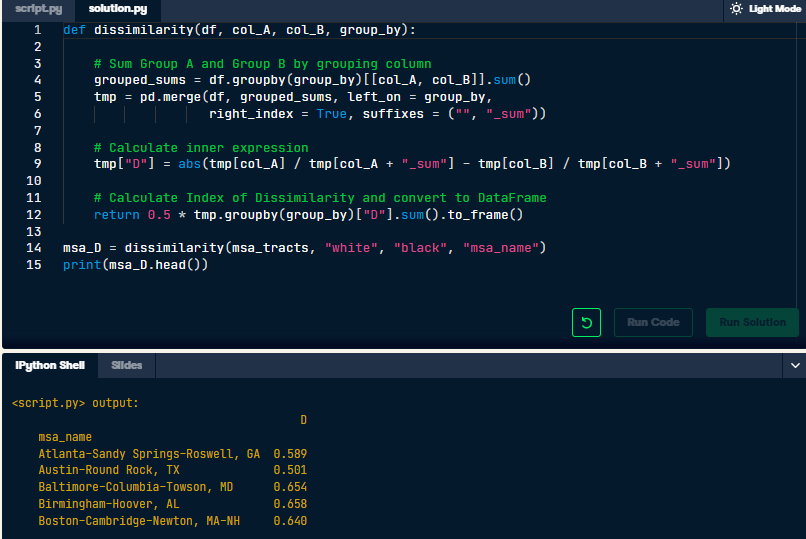 script.py solution.py Light Mode
1 def dissimilarity(df, col_A, col_B, group_by):
2
3 # Sum Group A and Group B by grouping column
4 grouped_sums = df.groupby(group_by)[[col_A, col_B]].sum()
5 tmp = pd.merge(df, grouped_sums, left_on = group_by,
6 right_index = True, suffixes = ("", "_sum"))
7
8 # Calculate inner expression
9 tmp["D"] = abs(tmp[col_A] / tmp[col_A + "_sum"] - tmp[col_B] / tmp[col_B + "_sum"])
10
11 # Calculate Index of Dissimilarity and convert to DataFrame
12 return 0.5 * tmp.groupby(group_by)["D"].sum().to_frame()
13
14 msa_D = dissimilarity(msa_tracts, "white", "black", "msa_name")
15 print(msa_D.head())
Run Code Run Solution
IPython Shell Slides
<script.py> output:
D
msa_name
Atlanta-Sandy Springs-Roswell, GA 0.589
Austin-Round Rock, TX 0.501
Baltimore-Columbia-Towson, MD 0.654
Birmingham-Hoover, AL 0.658
Boston-Cambridge-Newton, MA-NH 0.640